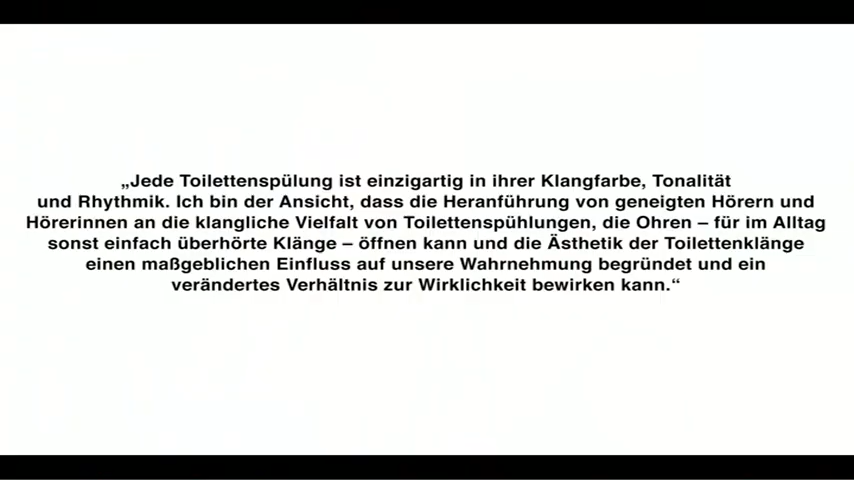 „Jede Toilettenspülung ist einzigartig in ihrer Klangfarbe, Tonalität
und Rhythmik. Ich bin der Ansicht, dass die Heranführung von geneigten Hörern und
Hörerinnen an die klangliche Vielfalt von Toilettenspühlungen, die Ohren – für im Alltag
sonst einfach überhörte Klänge – öffnen kann und die Ästhetik der Toilettenklänge
einen maßgeblichen Einfluss auf unsere Wahrnehmung begründet und ein
verändertes Verhältnis zur Wirklichkeit bewirken kann.“